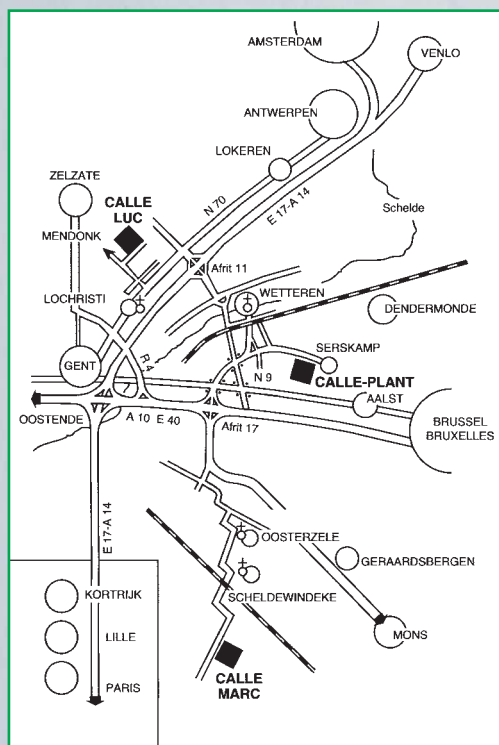 AMSTERDAM
VENLO
ANTWERPEN
LOKEREN
ZELZATE
N 70
E 17-A 14
CALLE
LUC
Schelde
MENDONK
Afrit 11
LOCHRISTI
WETTEREN
DENDERMONDE
R 4
SERSKAMP
GENT
N 9
CALLE-PLANT
AALST
OOSTENDE
A 10 E 40
Afrit 17
BRUSSEL
BRUXELLES
E 17-A 14
OOSTERZELE
GERAARDSBERGEN
SCHELDEWINDEKE
KORTRIJK
LILLE
MONS
PARIS
CALLE
MARC